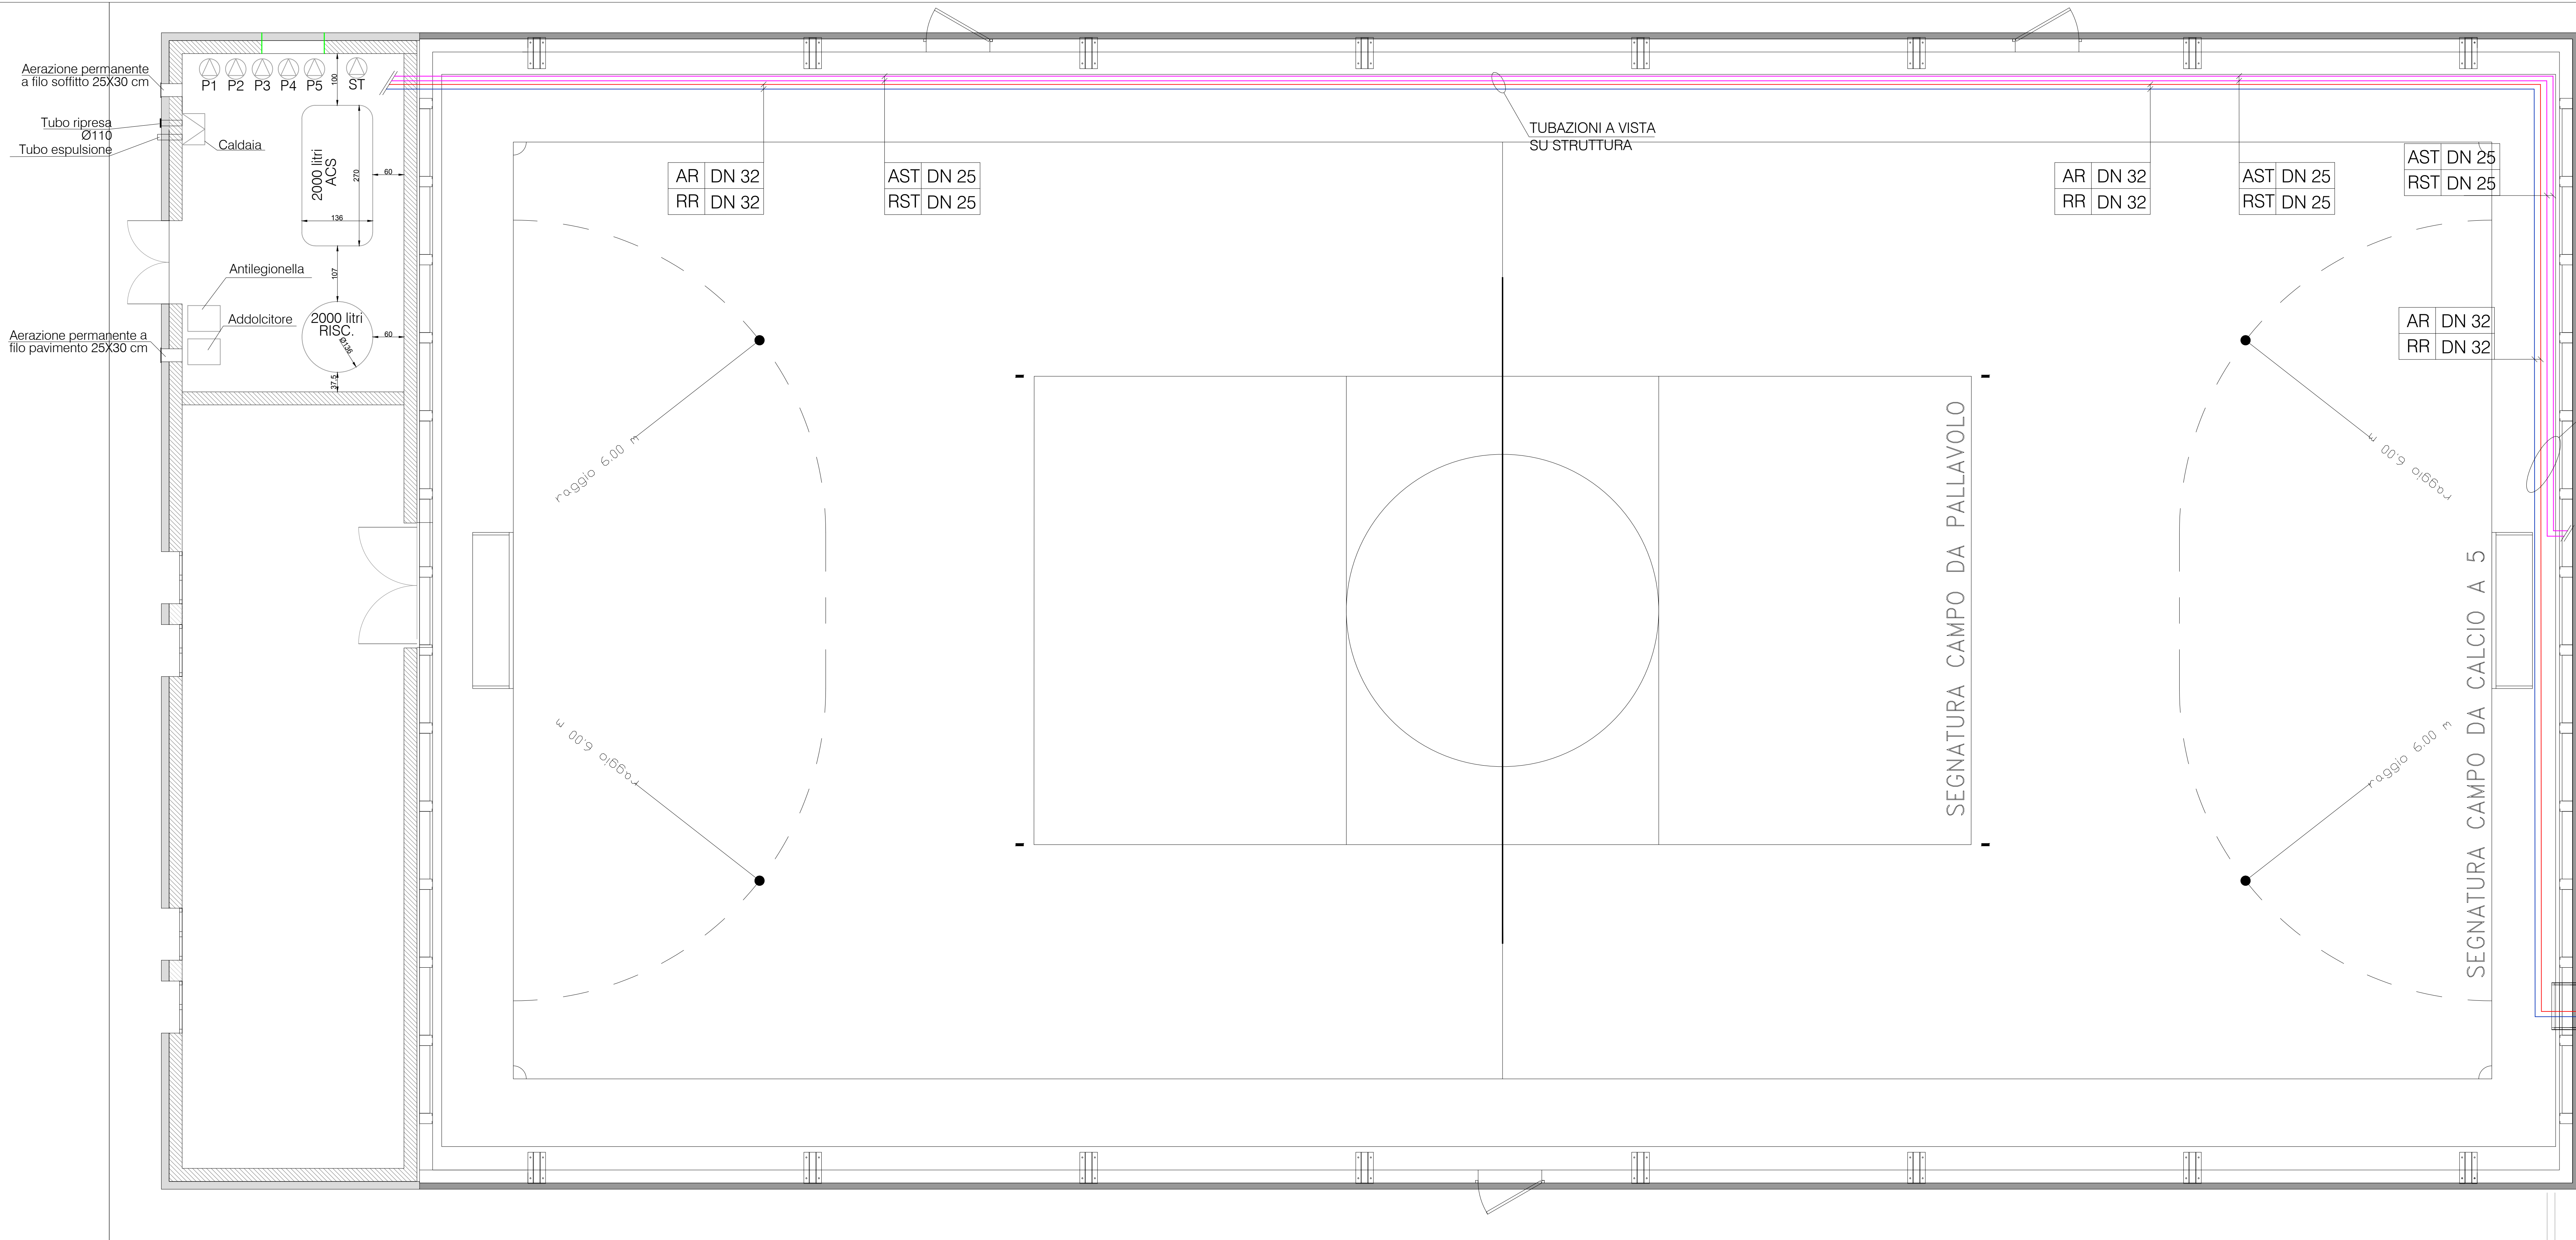 Aerazione permanente
a filo soffitto 25X30 cm
Tubo ripresa
Ø110
Tubo espulsione
P1
P2
P3
P4
P5
ST
Caldaia
100
2000 litri
ACS
270
136
60
107
Antilegionella
Addolcitore
Aerazione permanente a
filo pavimento 25X30 cm
2000 litri
RISC.
Ø136
60
37.5
AR DN 32
RR DN 32
AST DN 25
RST DN 25
TUBAZIONI A VISTA
SU STRUTTURA
AR DN 32
RR DN 32
AST DN 25
RST DN 25
AST DN 25
RST DN 25
AR DN 32
RR DN 32
raggio 6.00 m
raggio 6.00 m
raggio 6.00 m
raggio 6.00 m
SEGNATURA CAMPO DA PALLAVOLO
SEGNATURA CAMPO DA CALCIO A 5